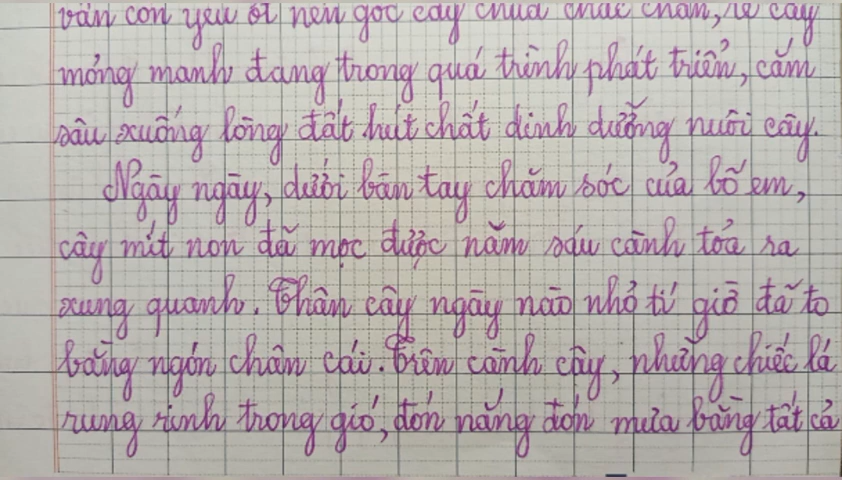 vẫn con yếu ớt nên gốc cây chưa chắc chắn, rễ cây
mỏng manh đang trong quá trình phát triển, cắm
sâu xuống lòng đất hút chất dinh dưỡng nuôi cây.
Ngày ngày, dưới bàn tay chăm sóc của bố em,
cây mít non đã mọc được năm sáu cành tỏa ra
xung quanh. Thân cây ngày nào nhỏ tí giờ đã to
bằng ngón chân cái. Trên cành cây, những chiếc lá
rung rinh trong gió, đón nắng đón mưa bằng tất cả